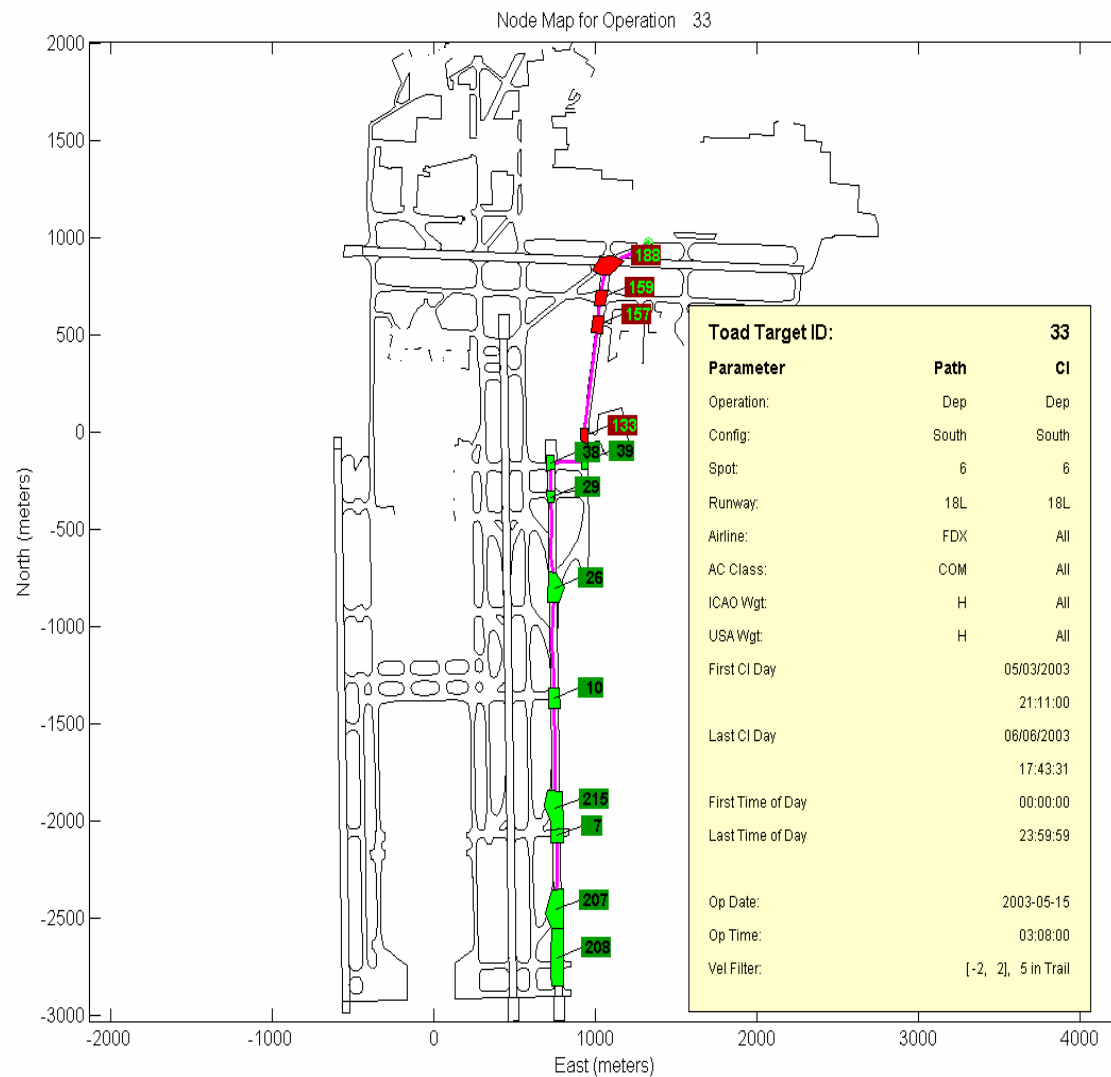 Node Map for Operation 33
2000
1500
1000
500
0
-500
-1000
-1500
-2000
-2500
-3000
North (meters)
188
159
157
133
38
39
29
26
10
215
7
207
208
Toad Target ID: 33
Parameter Path CI
Operation: Dep Dep
Config: South South
Spot: 6 6
Runway: 18L 18L
Airline: FDX All
AC Class: COM All
ICAO Wgt: H All
USA Wgt: H All
First CI Day 05/03/2003
21:11:00
Last CI Day 06/06/2003
17:43:31
First Time of Day 00:00:00
Last Time of Day 23:59:59
Op Date: 2003-05-15
Op Time: 03:08:00
Vel Filter: [-2, 2], 5 in Trail
-2000 -1000 0 1000 2000 3000 4000
East (meters)